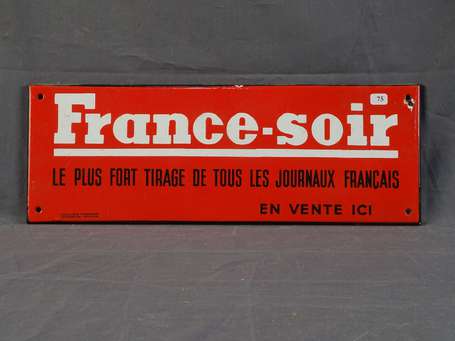 France-soir
75
LE PLUS FORT TIRAGE DE TOUS LES JOURNAUX FRANÇAIS
EN VENTE ICI